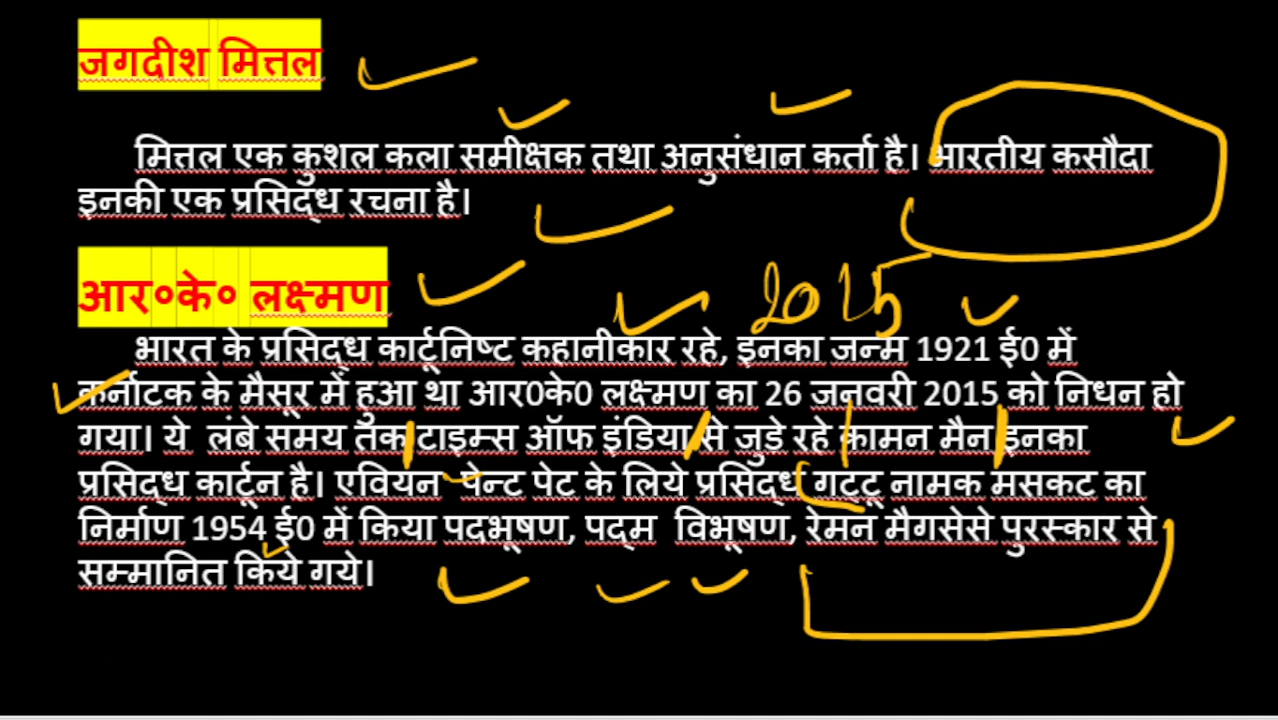 जगदीश मित्तल
मित्तल एक कुशल कला समीक्षक तथा अनुसंधान कर्ता है। भारतीय कसौदा
इनकी एक प्रसिद्ध रचना है।
आर०के० लक्ष्मण
2015
भारत के प्रसिद्ध कार्टूनिष्ट कहानीकार रहे, इनका जन्म 1921 ई0 में
कर्नाटक के मैसूर में हुआ था आर0के0 लक्ष्मण का 26 जनवरी 2015 को निधन हो
गया। ये लंबे समय तक टाइम्स ऑफ इंडिया से जुडे रहे कामन मैन इनका
प्रसिद्ध कार्टून है। एवियन पेन्ट पेट के लिये प्रसिद्ध गट्टू नामक मसकट का
निर्माण 1954 ई0 में किया पदभूषण, पद्म विभूषण, रेमन मैगसेसे पुरस्कार से
सम्मानित किये गये।